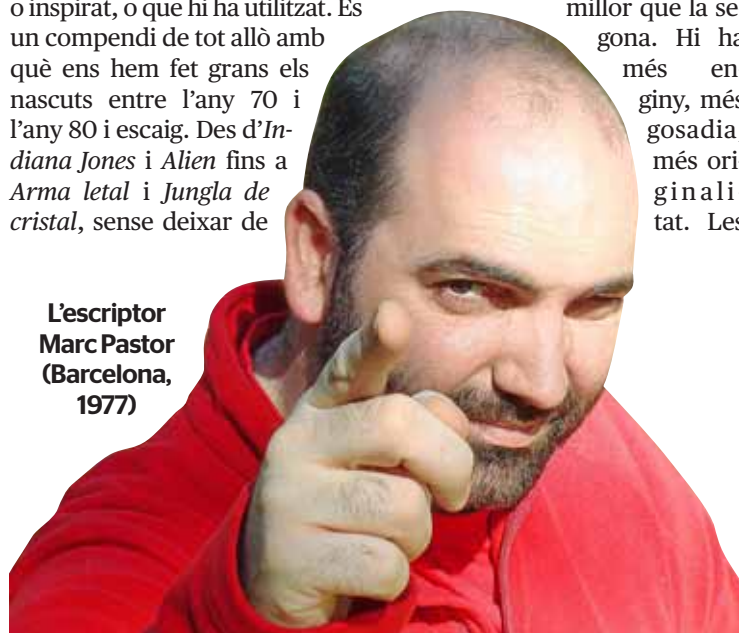 o inspirat, o que hi ha utilitzat. És
un compendi de tot allò amb
què ens hem fet grans els
nascuts entre l’any 70 i
l’any 80 i escaig. Des d’In-
diana Jones i Alien fins a
Arma letal i Jungla de
cristal, sense deixar de
L’escriptor
Marc Pastor
(Barcelona,
1977)
millor que la se
gona. Hi ha
més en
giny, més
gosadia
més ori
ginali
tat. Les